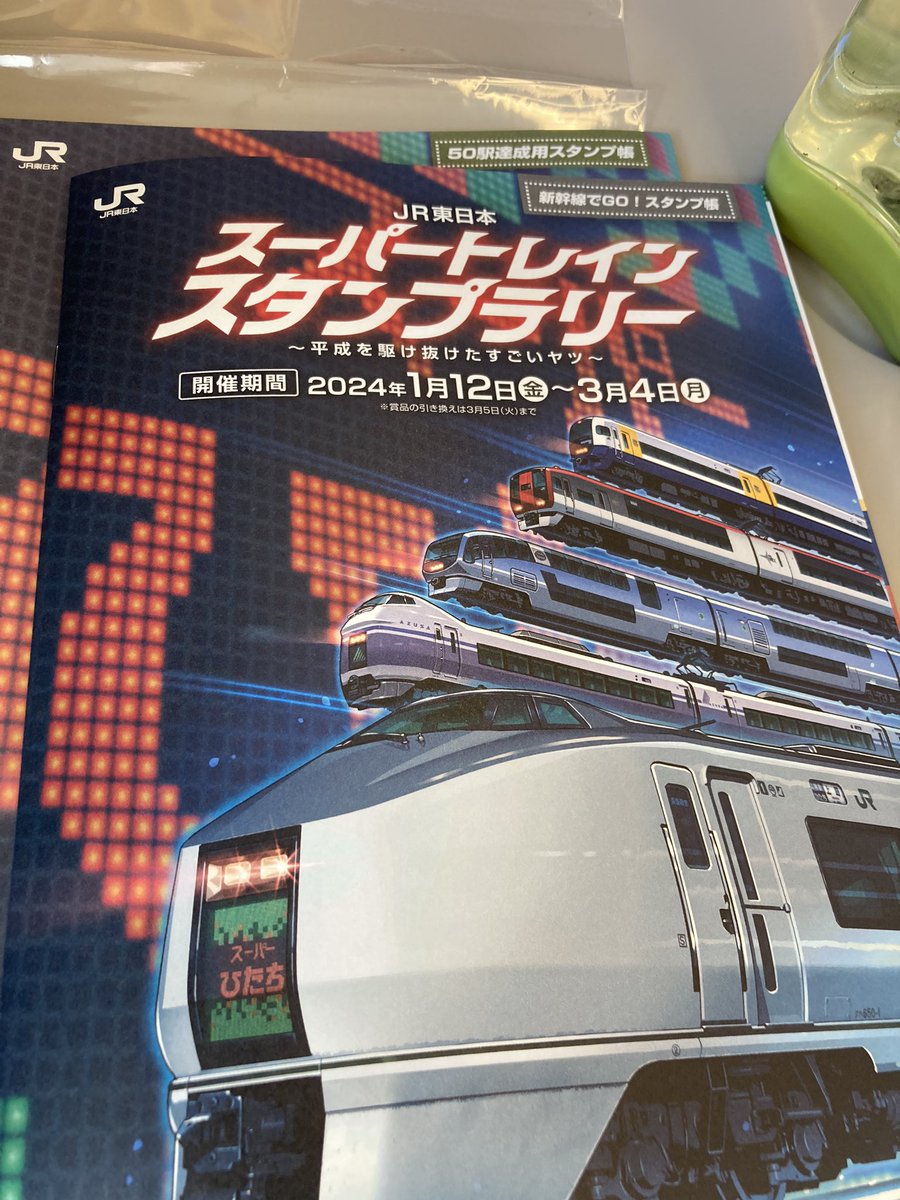 JR
JR東日本
50駅達成用スタンプ帳
JR
JR東日本
新幹線でGO!スタンプ帳
JR東日本
スーパートレイン
スタンプラリー
～平成を駆け抜けたすごいヤツ～
開催期間 2024年1月12日金～3月4日月
※賞品の引き換えは3月5日(火)まで
AZUSA
JR
スーパー
ひたち